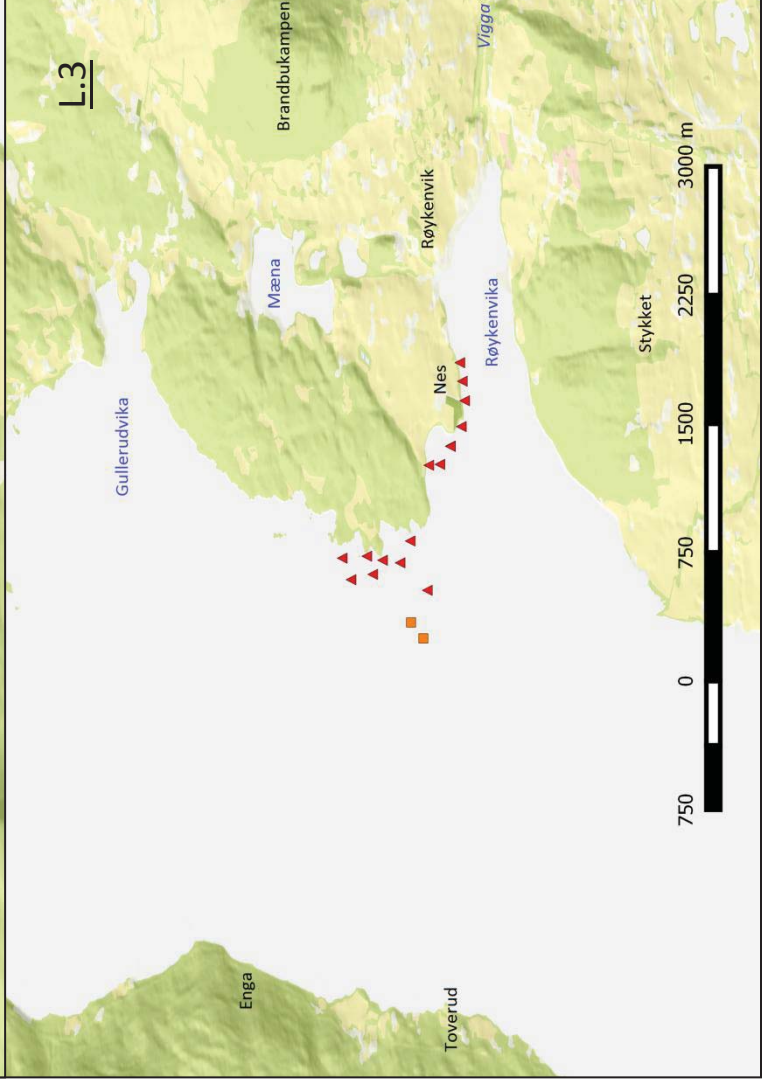 L.3
Brandbukampen
Vigga
Gullerudvika
Mæna
Røykenvik
Røykenvika
Nes
Stykket
Enga
Toverud
750 0 750 1500 2250 3000 m